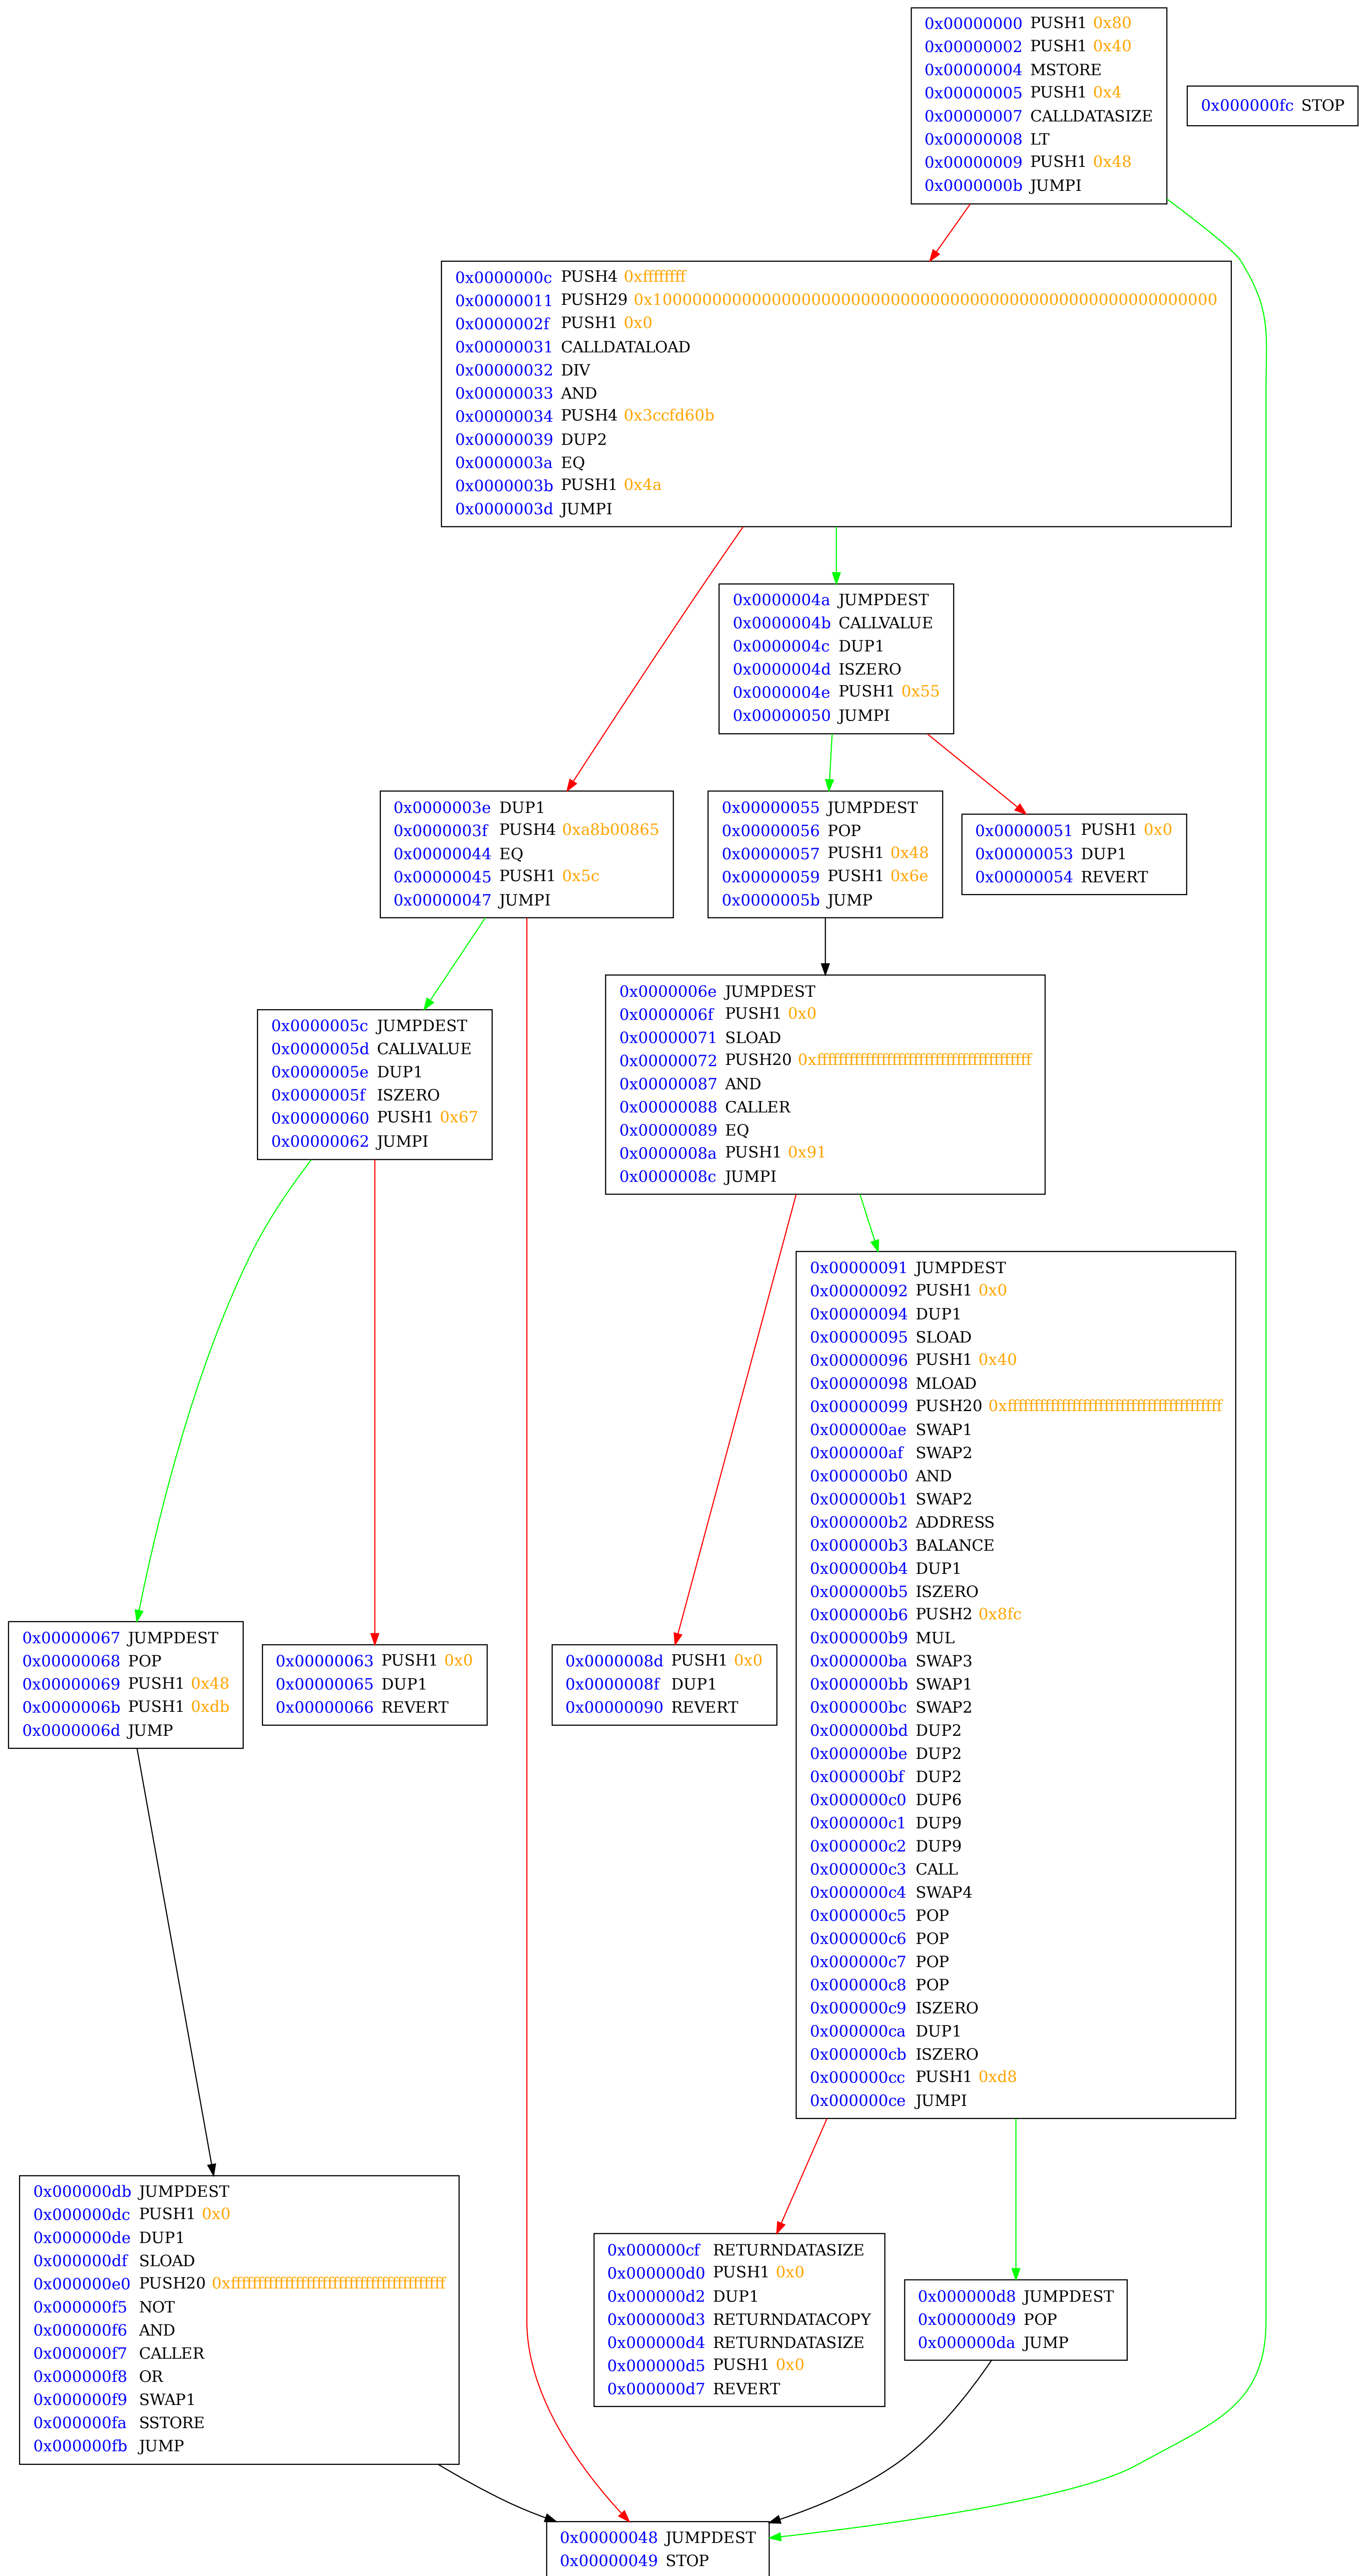 0x00000000 PUSH1 0x80
0x00000002 PUSH1 0x40
0x00000004 MSTORE
0x00000005 PUSH1 0x4
0x00000007 CALLDATASIZE
0x00000008 LT
0x00000009 PUSH1 0x48
0x0000000b JUMPI
0x000000fc STOP
0x0000000c PUSH4 0xffffffff
0x00000011 PUSH29 0x100000000000000000000000000000000000000000000000000000000
0x0000002f PUSH1 0x0
0x00000031 CALLDATALOAD
0x00000032 DIV
0x00000033 AND
0x00000034 PUSH4 0x3ccfd60b
0x00000039 DUP2
0x0000003a EQ
0x0000003b PUSH1 0x4a
0x0000003d JUMPI
0x0000004a JUMPDEST
0x0000004b CALLVALUE
0x0000004c DUP1
0x0000004d ISZERO
0x0000004e PUSH1 0x55
0x00000050 JUMPI
0x0000003e DUP1
0x0000003f PUSH4 0xa8b00865
0x00000044 EQ
0x00000045 PUSH1 0x5c
0x00000047 JUMPI
0x00000055 JUMPDEST
0x00000056 POP
0x00000057 PUSH1 0x48
0x00000059 PUSH1 0x6e
0x0000005b JUMP
0x00000051 PUSH1 0x0
0x00000053 DUP1
0x00000054 REVERT
0x0000005c JUMPDEST
0x0000005d CALLVALUE
0x0000005e DUP1
0x0000005f ISZERO
0x00000060 PUSH1 0x67
0x00000062 JUMPI
0x0000006e JUMPDEST
0x0000006f PUSH1 0x0
0x00000071 SLOAD
0x00000072 PUSH20 0xffffffffffffffffffffffffffffffffffffffff
0x00000087 AND
0x00000088 CALLER
0x00000089 EQ
0x0000008a PUSH1 0x91
0x0000008c JUMPI
0x00000091 JUMPDEST
0x00000092 PUSH1 0x0
0x00000094 DUP1
0x00000095 SLOAD
0x00000096 PUSH1 0x40
0x00000098 MLOAD
0x00000099 PUSH20 0xffffffffffffffffffffffffffffffffffffffff
0x000000ae SWAP1
0x000000af SWAP2
0x000000b0 AND
0x000000b1 SWAP2
0x000000b2 ADDRESS
0x000000b3 BALANCE
0x000000b4 DUP1
0x000000b5 ISZERO
0x000000b6 PUSH2 0x8fc
0x000000b9 MUL
0x000000ba SWAP3
0x000000bb SWAP1
0x000000bc SWAP2
0x000000bd DUP2
0x000000be DUP2
0x000000bf DUP2
0x000000c0 DUP6
0x000000c1 DUP9
0x000000c2 DUP9
0x000000c3 CALL
0x000000c4 SWAP4
0x000000c5 POP
0x000000c6 POP
0x000000c7 POP
0x000000c8 POP
0x000000c9 ISZERO
0x000000ca DUP1
0x000000cb ISZERO
0x000000cc PUSH1 0xd8
0x000000ce JUMPI
0x00000067 JUMPDEST
0x00000068 POP
0x00000069 PUSH1 0x48
0x0000006b PUSH1 0xdb
0x0000006d JUMP
0x00000063 PUSH1 0x0
0x00000065 DUP1
0x00000066 REVERT
0x0000008d PUSH1 0x0
0x0000008f DUP1
0x00000090 REVERT
0x000000db JUMPDEST
0x000000dc PUSH1 0x0
0x000000de DUP1
0x000000df SLOAD
0x000000e0 PUSH20 0xffffffffffffffffffffffffffffffffffffffff
0x000000f5 NOT
0x000000f6 AND
0x000000f7 CALLER
0x000000f8 OR
0x000000f9 SWAP1
0x000000fa SSTORE
0x000000fb JUMP
0x000000cf RETURNDATASIZE
0x000000d0 PUSH1 0x0
0x000000d2 DUP1
0x000000d3 RETURNDATACOPY
0x000000d4 RETURNDATASIZE
0x000000d5 PUSH1 0x0
0x000000d7 REVERT
0x000000d8 JUMPDEST
0x000000d9 POP
0x000000da JUMP
0x00000048 JUMPDEST
0x00000049 STOP